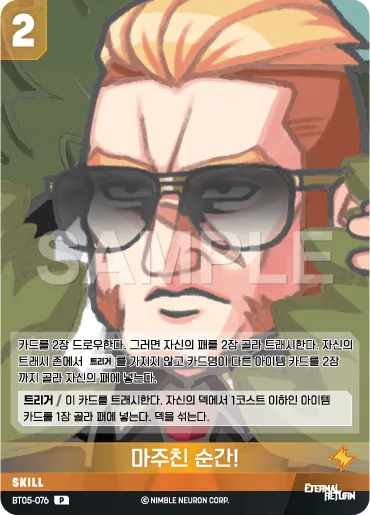 2
SAMPLE
카드를 2장 드로우한다. 그러면 자신의 패를 2장 골라 트래시한다. 자신의
트래시 존에서 트리거 를 가지지 않고 카드명이 다른 아이템 카드를 2장
까지 골라 자신의 패에 넣는다.
트리거 / 이 카드를 트래시한다. 자신의 덱에서 1코스트 이하인 아이템
카드를 1장 골라 패에 넣는다. 덱을 섞는다.
마주친 순간!
SKILL
BT05-076 P
© NIMBLE NEURON CORP.
ETERNAL
RETURN